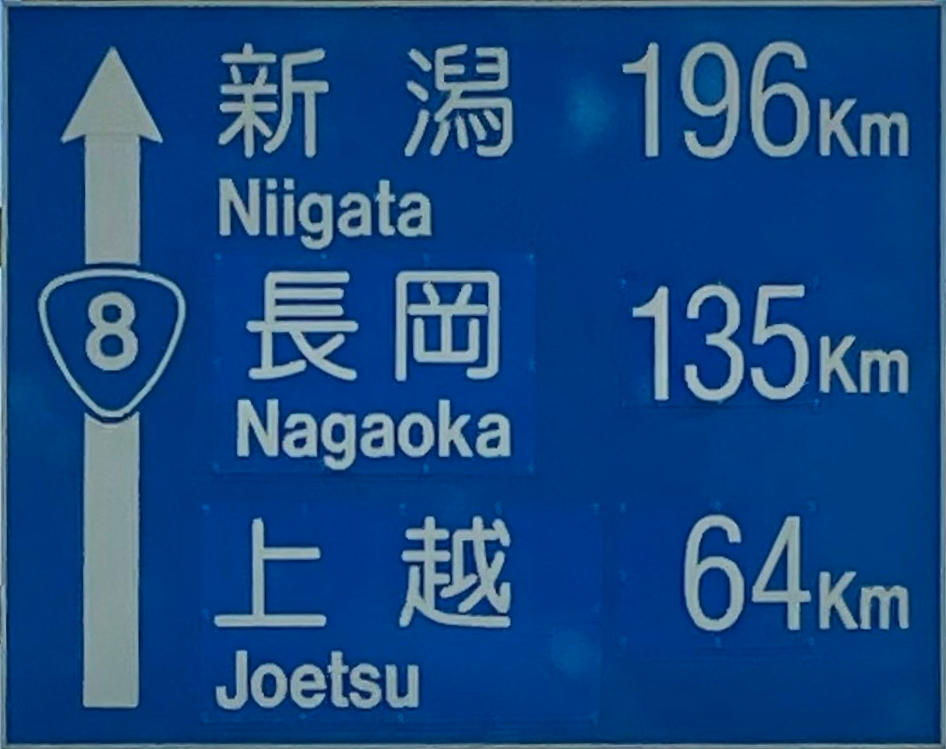 新潟 196Km
Niigata
8
長岡 135Km
Nagaoka
上越 64Km
Joetsu